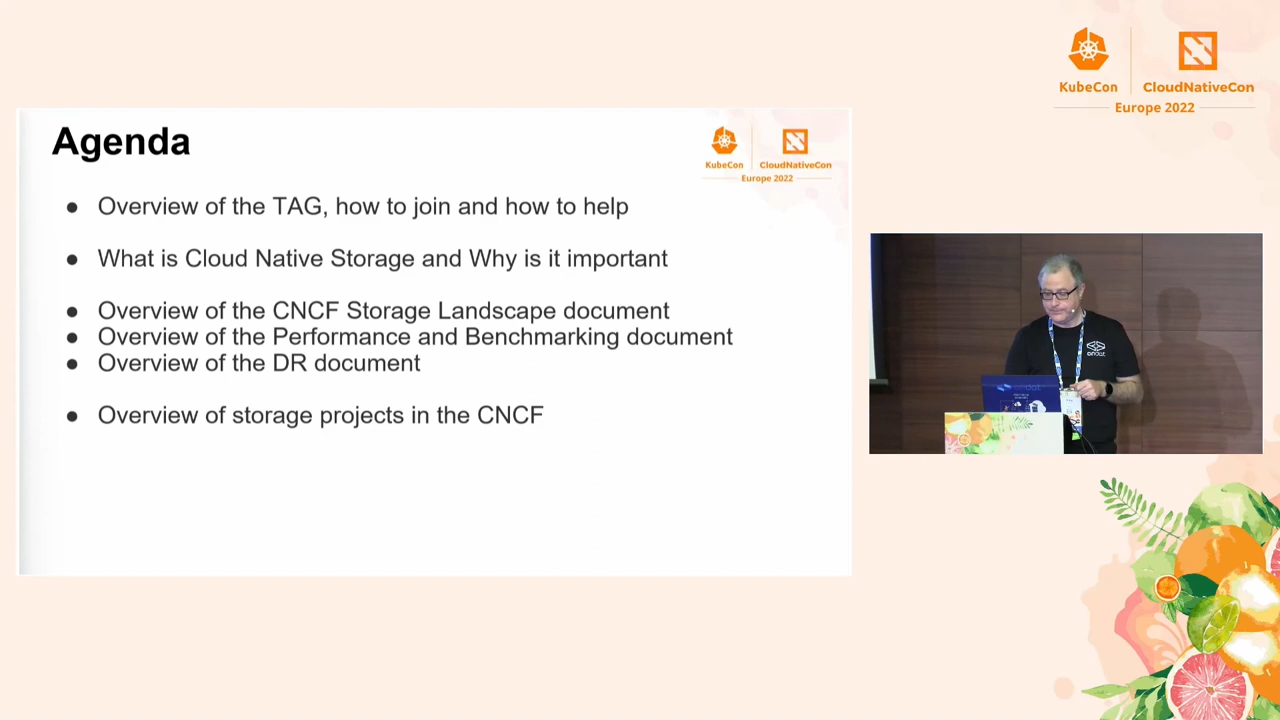 KubeCon
CloudNativeCon
Europe 2022
Agenda
KubeCon
CloudNativeCon
Europe 2022
● Overview of the TAG, how to join and how to help
● What is Cloud Native Storage and Why is it important
● Overview of the CNCF Storage Landscape document
● Overview of the Performance and Benchmarking document
● Overview of the DR document
● Overview of storage projects in the CNCF
ondat